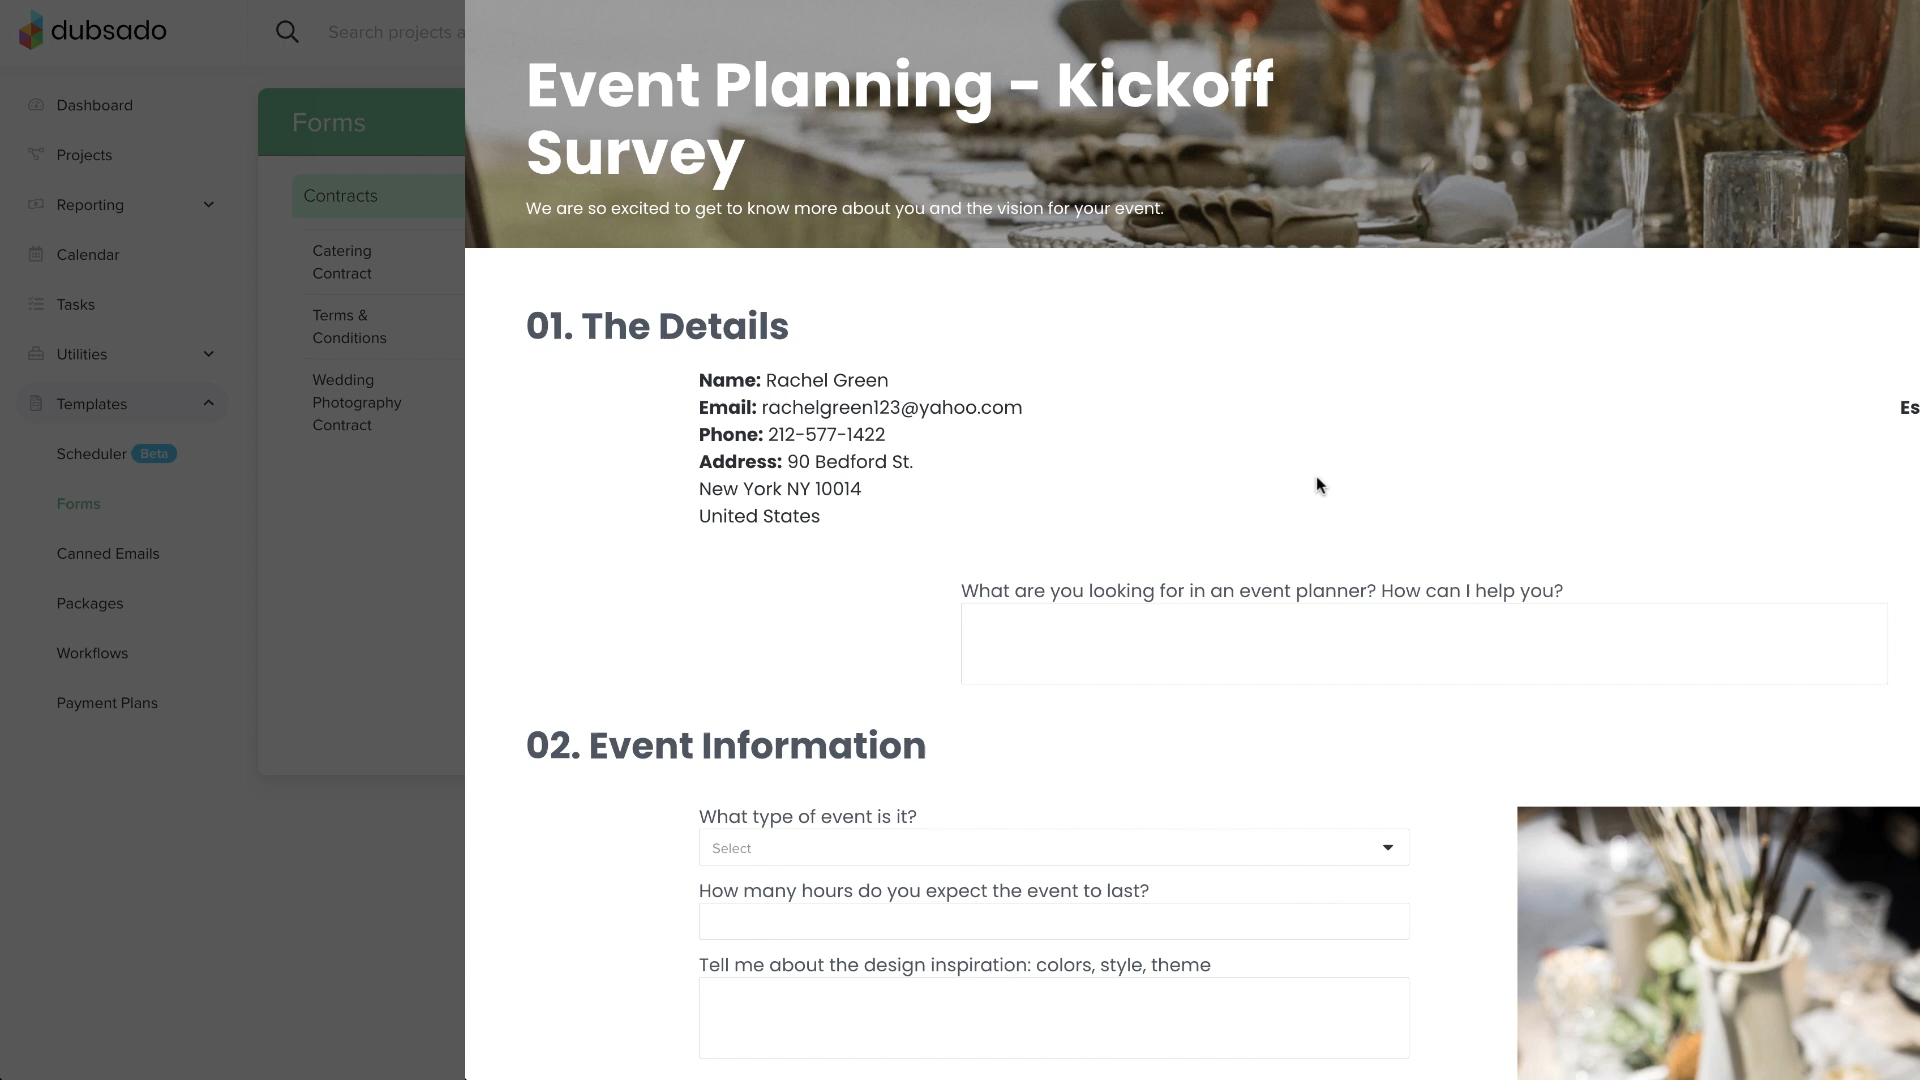 dubsado
Search projects a
Dashboard
Projects
Reporting
Calendar
Tasks
Utilities
Templates
Scheduler Beta
Forms
Canned Emails
Packages
Workflows
Payment Plans
Forms
Contracts
Catering
Contract
Terms &
Conditions
Wedding
Photography
Contract
Event Planning - Kickoff
Survey
We are so excited to get to know more about you and the vision for your event.
01. The Details
Name: Rachel Green
Email: rachelgreen123@yahoo.com
Phone: 212-577-1422
Address: 90 Bedford St.
New York NY 10014
United States
Es
What are you looking for in an event planner? How can I help you?
02. Event Information
What type of event is it?
Select
How many hours do you expect the event to last?
Tell me about the design inspiration: colors, style, theme